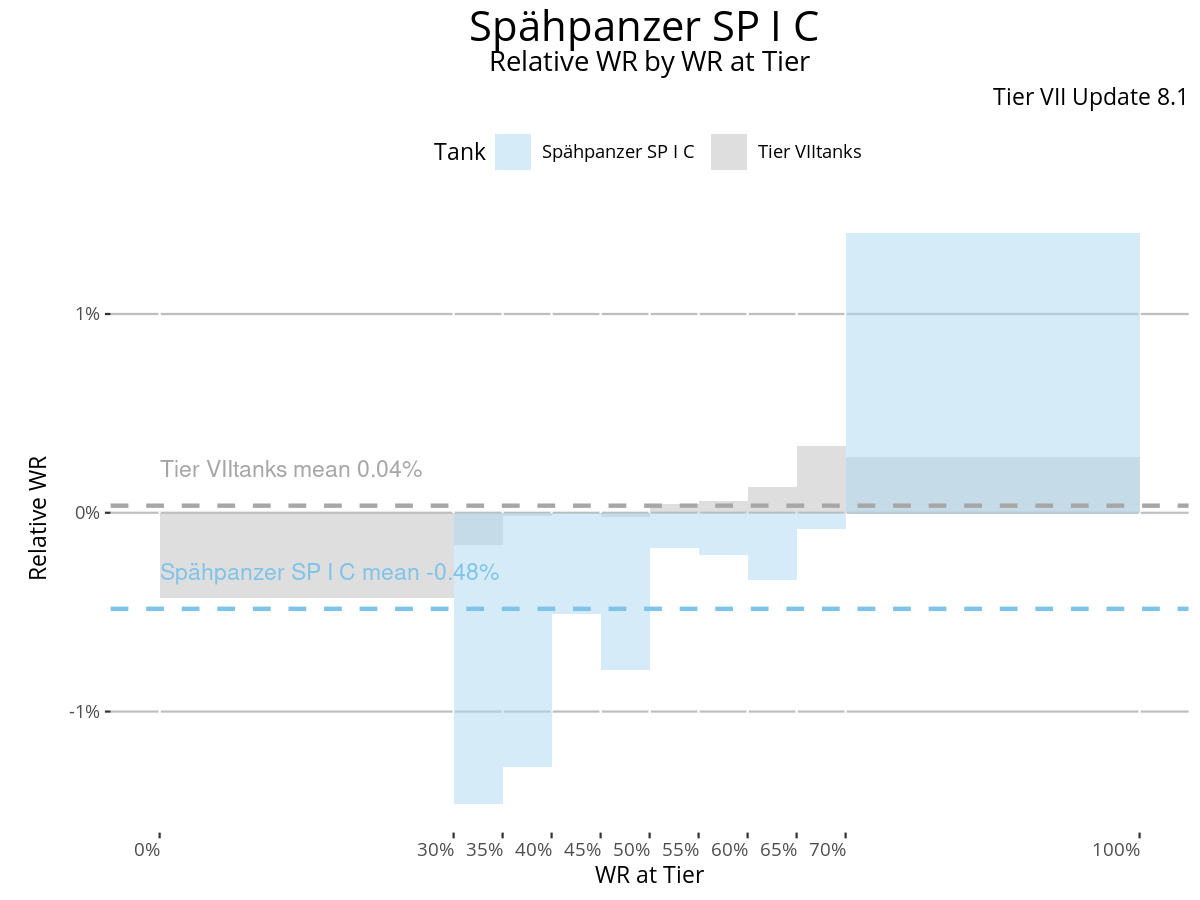 Spähpanzer SP I C
Relative WR by WR at Tier
Tier VII Update 8.1
Tank Spähpanzer SP I C Tier VIItanks
1%
Tier VIItanks mean 0.04%
0%
Spähpanzer SP I C mean -0.48%
-1%
Relative WR
0% 30% 35% 40% 45% 50% 55% 60% 65% 70% 100%
WR at Tier